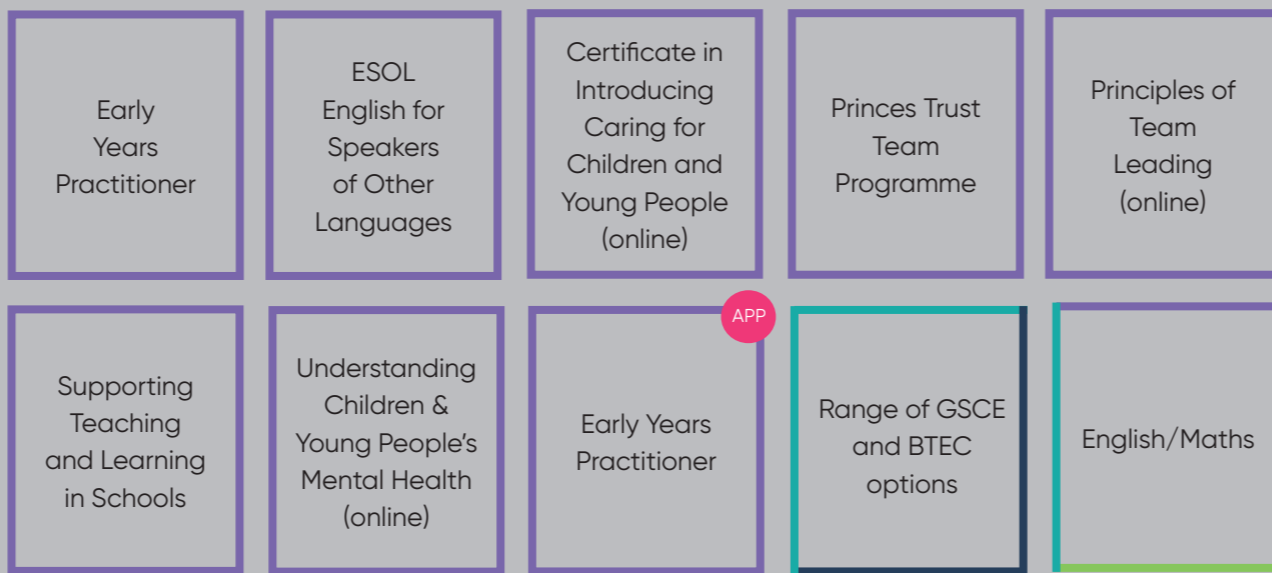 Early
Years
Practitioner
ESOL
English for
Speakers
of Other
Languages
Certificate in
Introducing
Caring for
Children and
Young People
(online)
Princes Trust
Team
Programme
Principles of
Team
Leading
(online)
Supporting
Teaching
and Learning
in Schools
Understanding
Children &
Young People’s
Mental Health
(online)
APP
Early Years
Practitioner
Range of GSCE
and BTEC
options
English/Maths